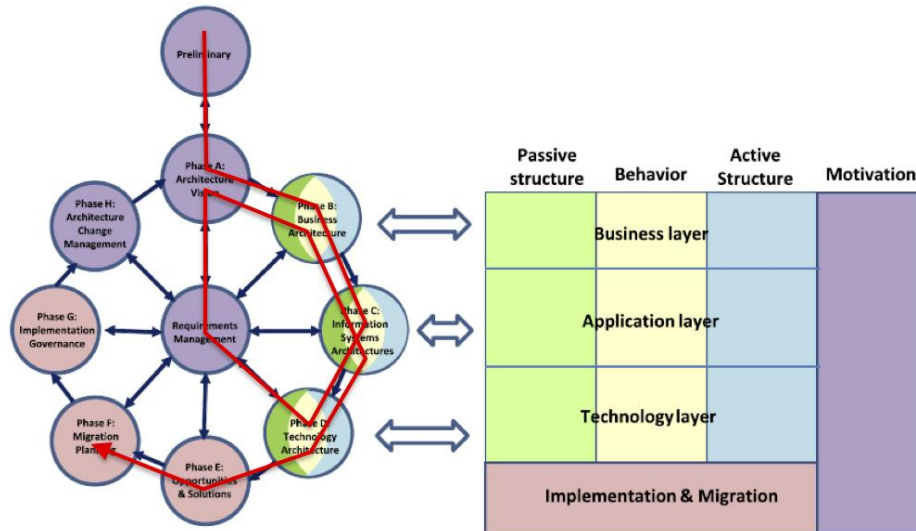 Preliminary
Phase A:
Architecture
Vision
Phase B:
Business
Architecture
Phase H:
Architecture
Change
Management
Phase G:
Implementation
Governance
Requirements
Management
Phase C:
Information
Systems
Architectures
Phase F:
Migration
Planning
Phase E:
Opportunities
& Solutions
Phase D:
Technology
Architecture
Passive
structure
Behavior
Active
Structure
Motivation
Business layer
Application layer
Technology layer
Implementation & Migration